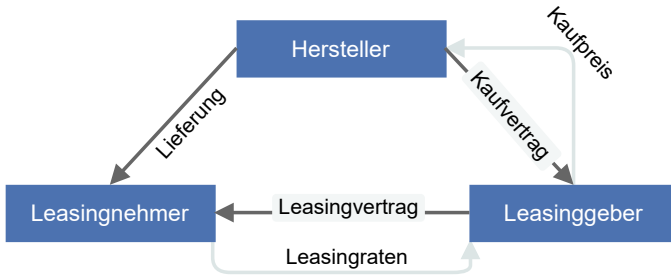 Hersteller
Kaufpreis
Lieferung
Kaufvertrag
Leasingnehmer
Leasingvertrag
Leasinggeber
Leasingraten